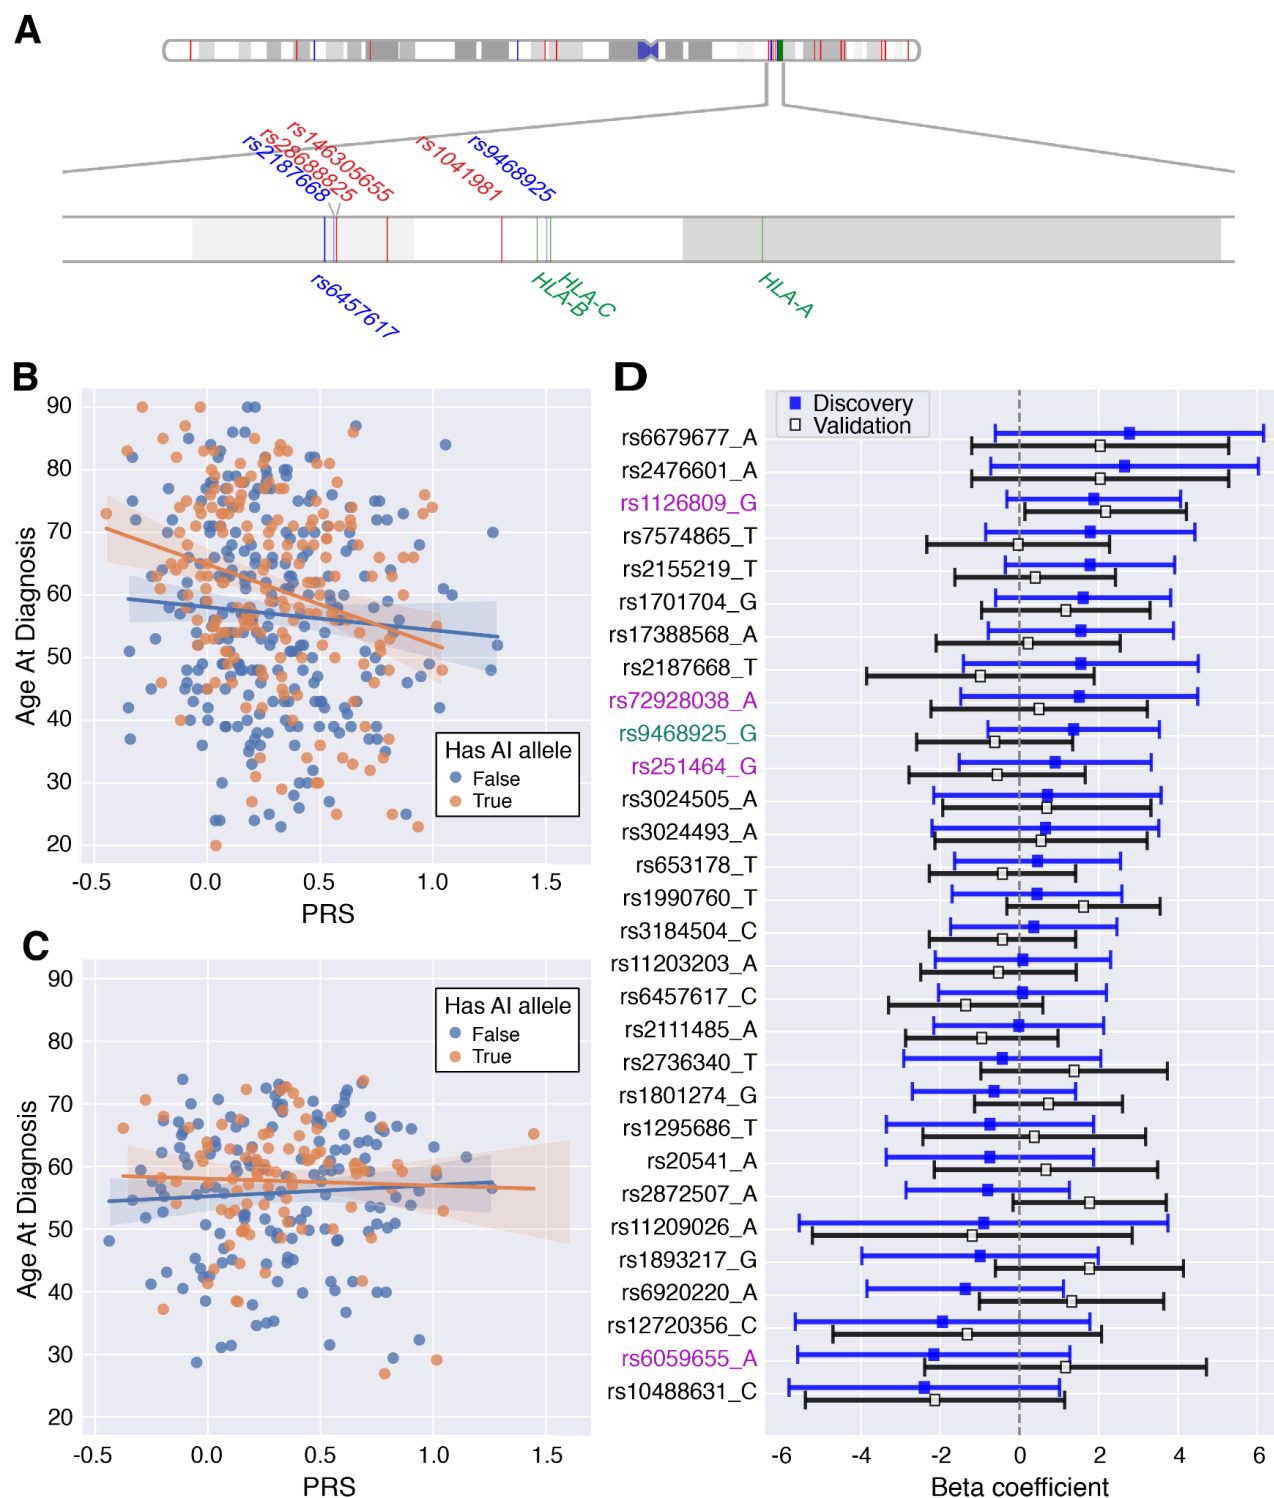 A
rs146305655
rs28688825
rs2187668
rs1041981
rs9468925
rs6457617
HLA-C
HLA-B
HLA-A
B
90
80
70
60
50
40
30
20
Age At Diagnosis
Has AI allele
False
True
-0.5 0.0 0.5 1.0 1.5
PRS
C
90
80
70
60
50
40
30
20
Age At Diagnosis
Has AI allele
False
True
-0.5 0.0 0.5 1.0 1.5
PRS
D
Discovery
Validation
rs6679677_A
rs2476601_A
rs1126809_G
rs7574865_T
rs2155219_T
rs1701704_G
rs17388568_A
rs2187668_T
rs72928038_A
rs9468925_G
rs251464_G
rs3024505_A
rs3024493_A
rs653178_T
rs1990760_T
rs3184504_C
rs11203203_A
rs6457617_C
rs2111485_A
rs2736340_T
rs1801274_G
rs1295686_T
rs20541_A
rs2872507_A
rs11209026_A
rs1893217_G
rs6920220_A
rs12720356_C
rs6059655_A
rs10488631_C
-6 -4 -2 0 2 4 6
Beta coefficient